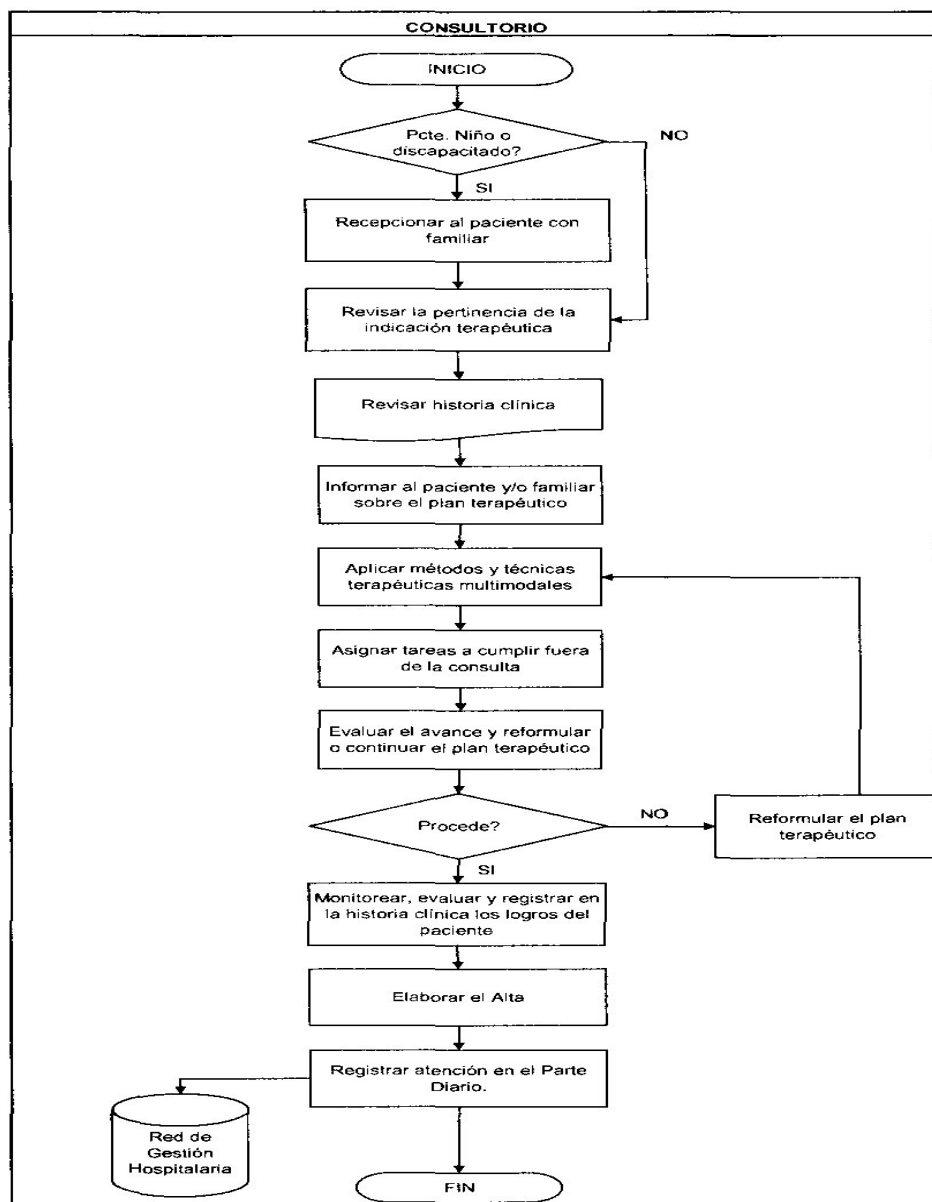 CONSULTORIO
INICIO
Pcte. Niño o
discapacitado?
NO
SI
Recepcionar al paciente con
familiar
Revisar la pertinencia de la
indicación terapéutica
Revisar historia clínica
Informar al paciente y/o familiar
sobre el plan terapéutico
Aplicar métodos y técnicas
terapéuticas multimodales
Asignar tareas a cumplir fuera
de la consulta
Evaluar el avance y reformular
o continuar el plan terapéutico
Procede?
NO
Reformular el plan
terapéutico
SI
Monitorear, evaluar y registrar en
la historia clínica los logros del
paciente
Elaborar el Alta
Registrar atención en el Parte
Diario.
Red de
Gestión
Hospitalaria
FIN